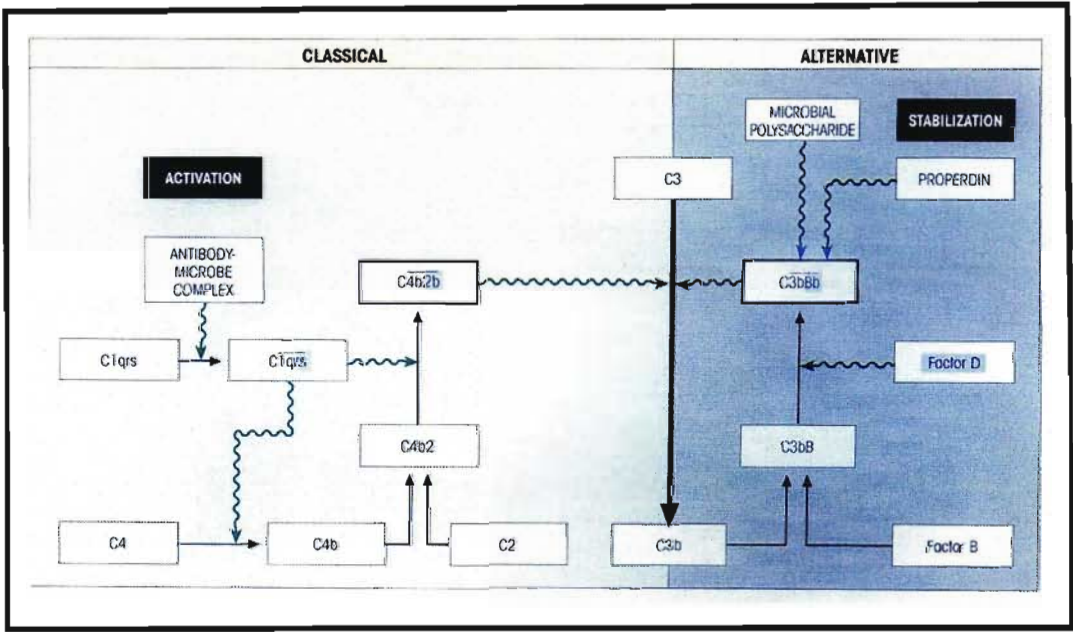 CLASSICAL
ALTERNATIVE
MICROBIAL
POLYSACCHARIDE
STABILIZATION
ACTIVATION
C3
PROPERDIN
ANTIBODY-
MICROBE
COMPLEX
C4b2b
C3bBb
C1qrs
C1qrs
Factor D
C4b2
C3bB
C4
C4b
C2
C3b
Factor B